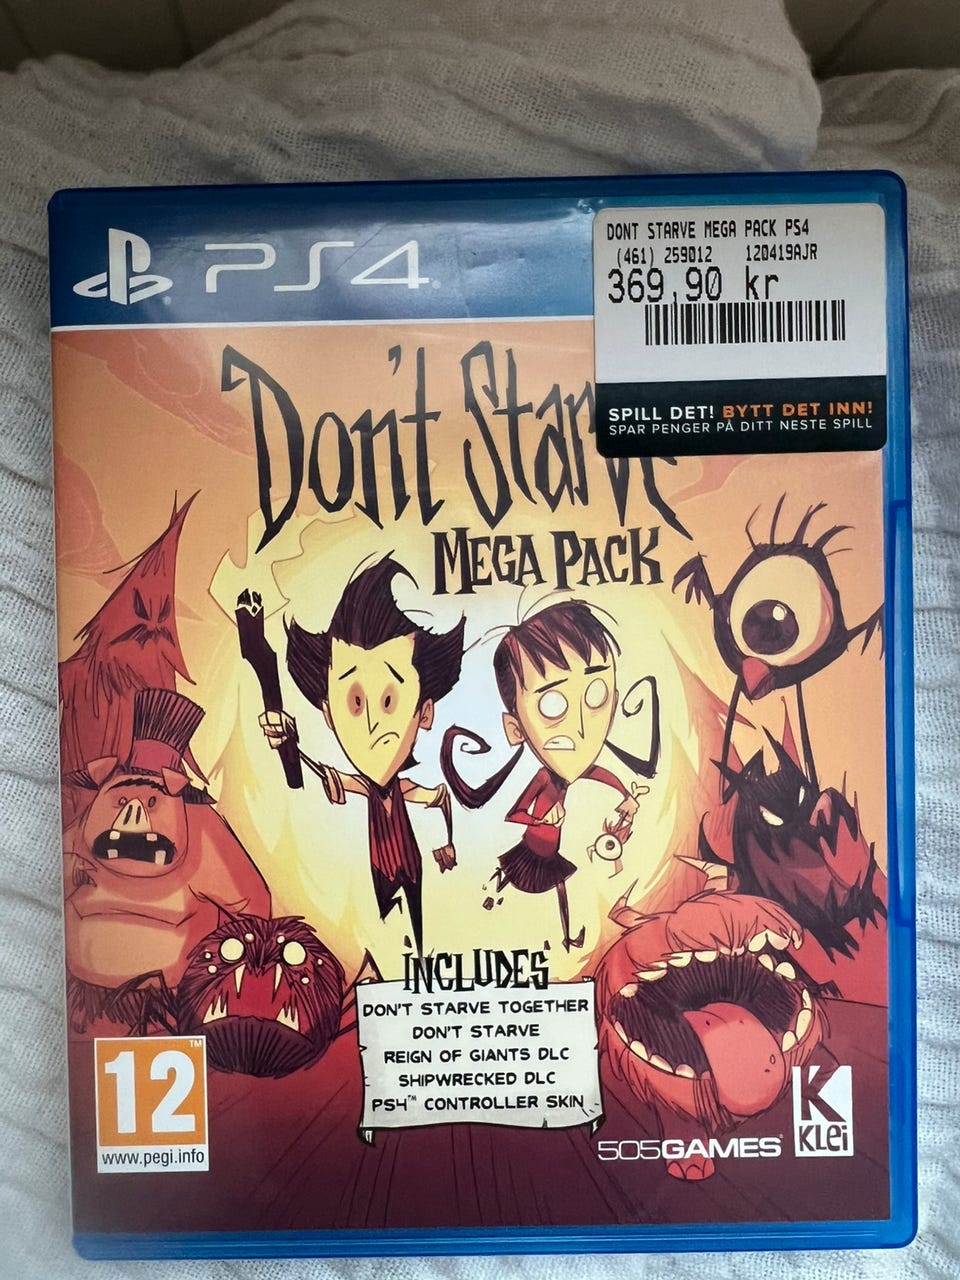 PS4
DONT STARVE MEGA PACK PS4
(461) 259012 120419AJR
369,90 kr
SPILL DET! BYTT DET INN!
SPAR PENGER PÅ DITT NESTE SPILL
Don't Starve
MEGA PACK
INCLUDES
DON'T STARVE TOGETHER
DON'T STARVE
REIGN OF GIANTS DLC
SHIPWRECKED DLC
PS4™ CONTROLLER SKIN
12™
www.pegi.info
505GAMES
K
KLei